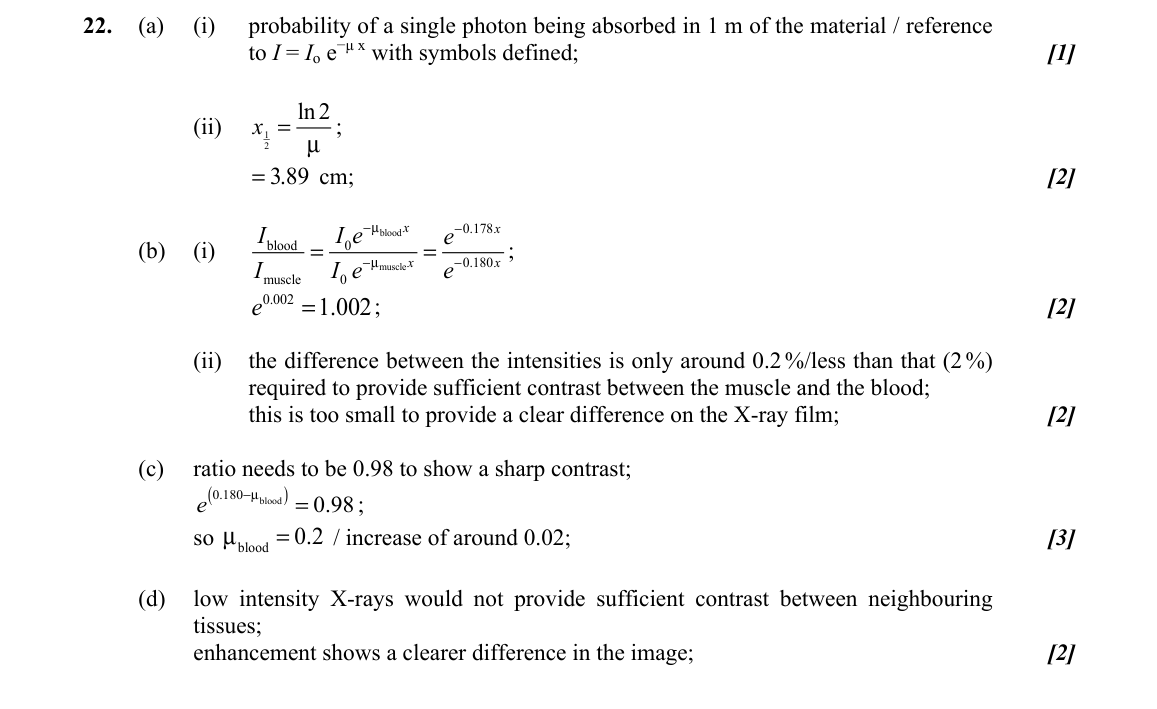 22. (a) (i) probability of a single photon being absorbed in 1 m of the material / reference
to I = I₀ e^(−μ x) with symbols defined; [1]
(ii) x_(1/2) = ln 2 / μ ;
= 3.89 cm; [2]
(b) (i) I_blood / I_muscle = I₀e^(−μ_blood x) / I₀ e^(−μ_muscle x) = e^(−0.178x) / e^(−0.180x) ;
e^(0.002) = 1.002 ; [2]
(ii) the difference between the intensities is only around 0.2 %/less than that (2 %)
required to provide sufficient contrast between the muscle and the blood;
this is too small to provide a clear difference on the X-ray film; [2]
(c) ratio needs to be 0.98 to show a sharp contrast;
e^(0.180−μ_blood) = 0.98 ;
so μ_blood = 0.2 / increase of around 0.02; [3]
(d) low intensity X-rays would not provide sufficient contrast between neighbouring
tissues;
enhancement shows a clearer difference in the image; [2]